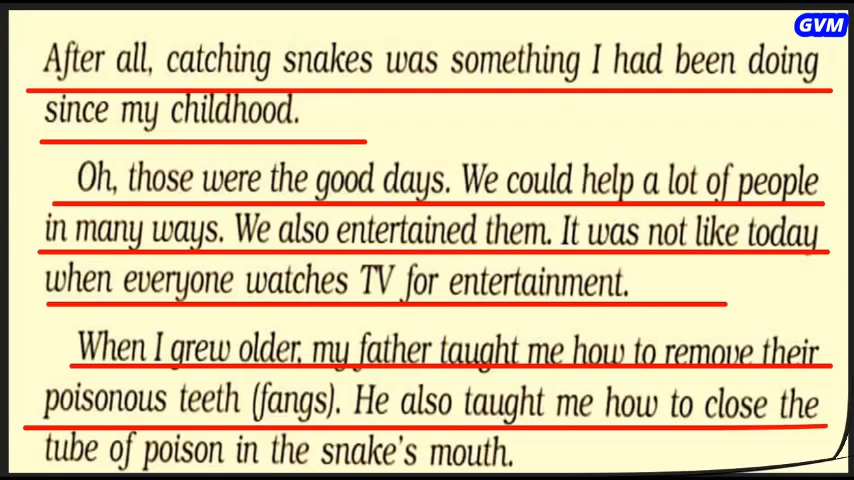 GVM
After all, catching snakes was something I had been doing
since my childhood.
Oh, those were the good days. We could help a lot of people
in many ways. We also entertained them. It was not like today
when everyone watches TV for entertainment.
When I grew older, my father taught me how to remove their
poisonous teeth (fangs). He also taught me how to close the
tube of poison in the snake's mouth.